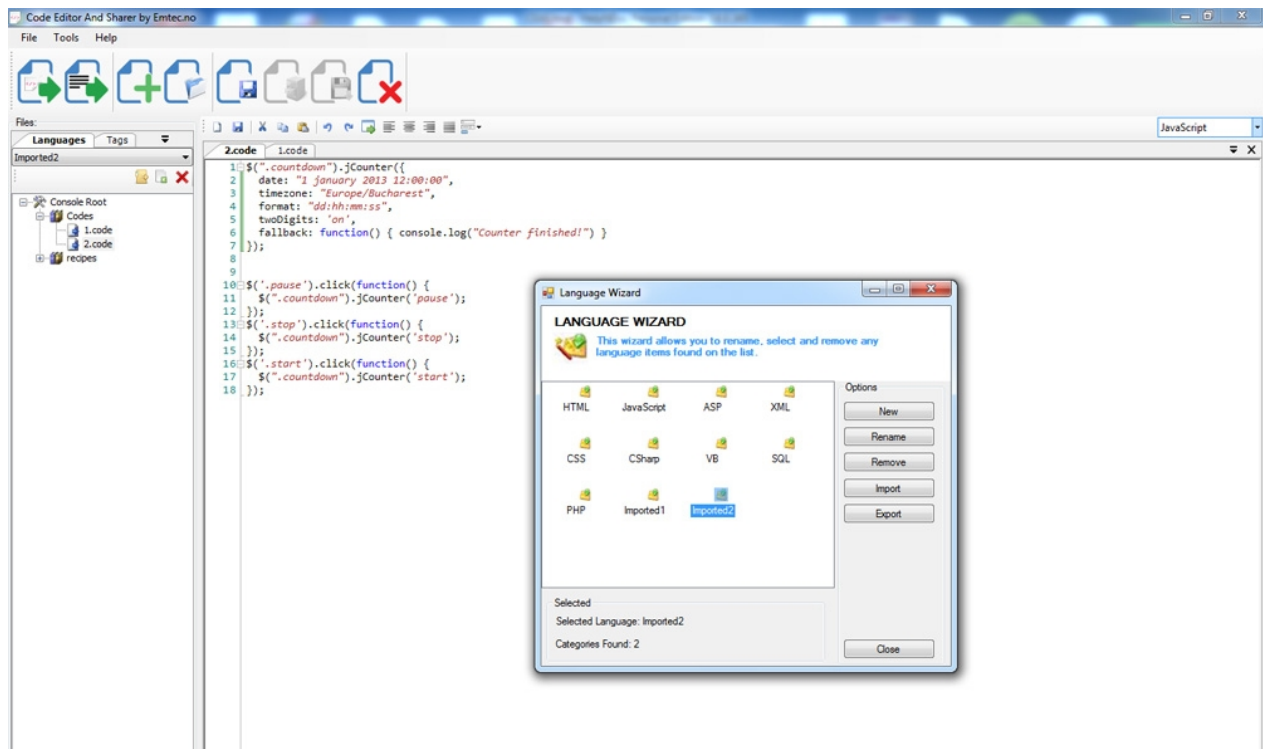 Code Editor And Sharer by Emtec.no
File Tools Help
Files:
Languages Tags
Imported2
Console Root
Codes
1.code
2.code
recipes
JavaScript
2.code 1.code
1 $(".countdown").jCounter({
2 date: "1 january 2013 12:00:00",
3 timezone: "Europe/Bucharest",
4 format: "dd:hh:mm:ss",
5 twoDigits: 'on',
6 fallback: function() { console.log("Counter finished!") }
7 });
8
9
10 $('.pause').click(function() {
11 $(".countdown").jCounter('pause');
12 });
13 $('.stop').click(function() {
14 $(".countdown").jCounter('stop');
15 });
16 $('.start').click(function() {
17 $(".countdown").jCounter('start');
18 });
Language Wizard
LANGUAGE WIZARD
This wizard allows you to rename, select and remove any
language items found on the list.
HTML JavaScript ASP XML
CSS CSharp VB SQL
PHP Imported1 Imported2
Options
New
Rename
Remove
Import
Export
Selected
Selected Language: Imported2
Categories Found: 2
Close